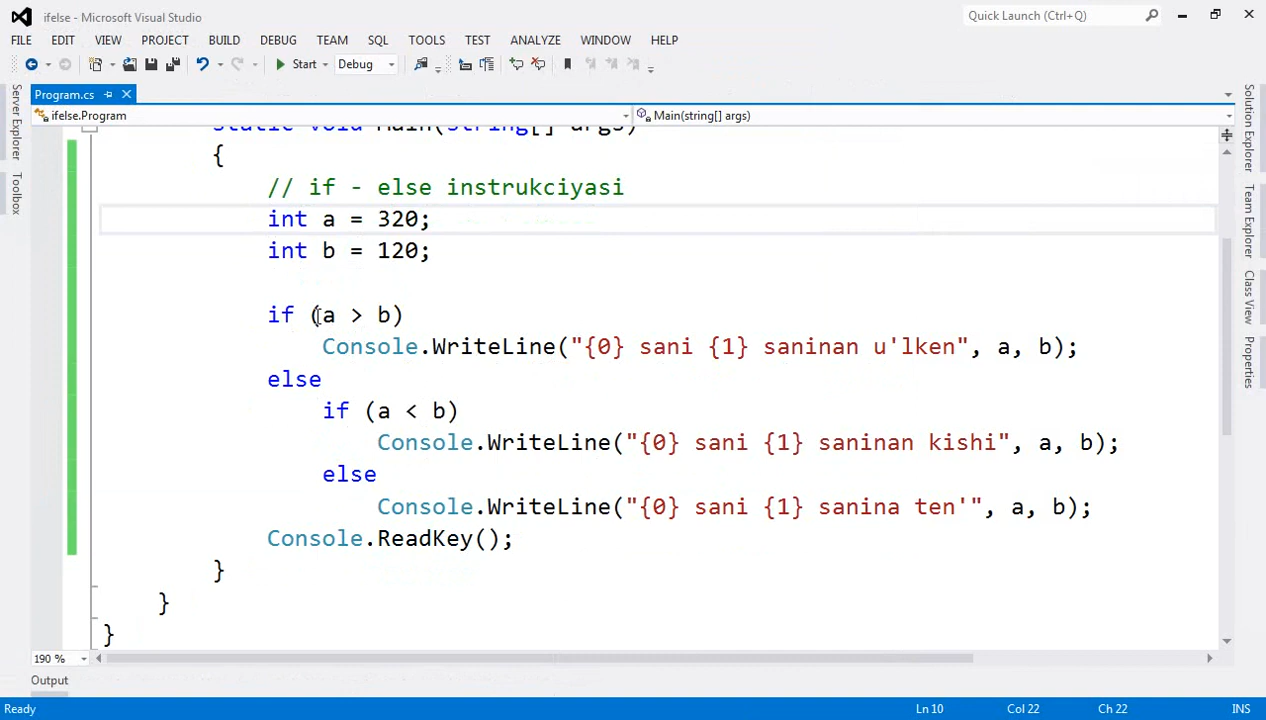 ifelse - Microsoft Visual Studio
Quick Launch (Ctrl+Q)
FILE EDIT VIEW PROJECT BUILD DEBUG TEAM SQL TOOLS TEST ANALYZE WINDOW HELP
Start Debug
Program.cs
ifelse.Program Main(string[] args)
static void Main(string[] args)
{
// if - else instrukciyasi
int a = 320;
int b = 120;
if (a > b)
Console.WriteLine("{0} sani {1} saninan u'lken", a, b);
else
if (a < b)
Console.WriteLine("{0} sani {1} saninan kishi", a, b);
else
Console.WriteLine("{0} sani {1} sanina ten'", a, b);
Console.ReadKey();
}
}
}
190 %
Output
Ready Ln 10 Col 22 Ch 22 INS
Server Explorer
Toolbox
Solution Explorer
Team Explorer
Class View
Properties